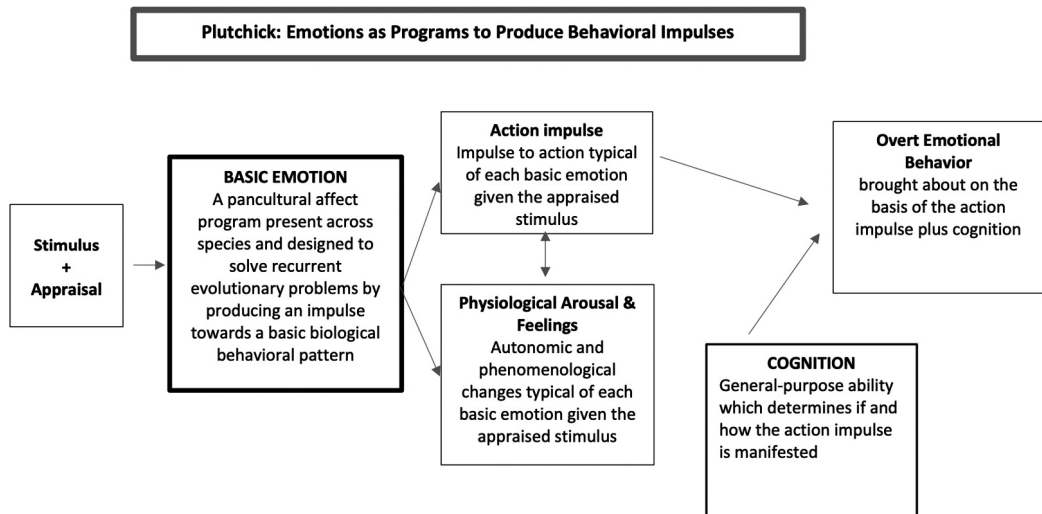 Plutchick: Emotions as Programs to Produce Behavioral Impulses
Stimulus
+
Appraisal
BASIC EMOTION
A pancultural affect
program present across
species and designed to
solve recurrent
evolutionary problems by
producing an impulse
towards a basic biological
behavioral pattern
Action impulse
Impulse to action typical
of each basic emotion
given the appraised
stimulus
Physiological Arousal &
Feelings
Autonomic and
phenomenological
changes typical of each
basic emotion given the
appraised stimulus
Overt Emotional
Behavior
brought about on the
basis of the action
impulse plus cognition
COGNITION
General-purpose ability
which determines if and
how the action impulse
is manifested